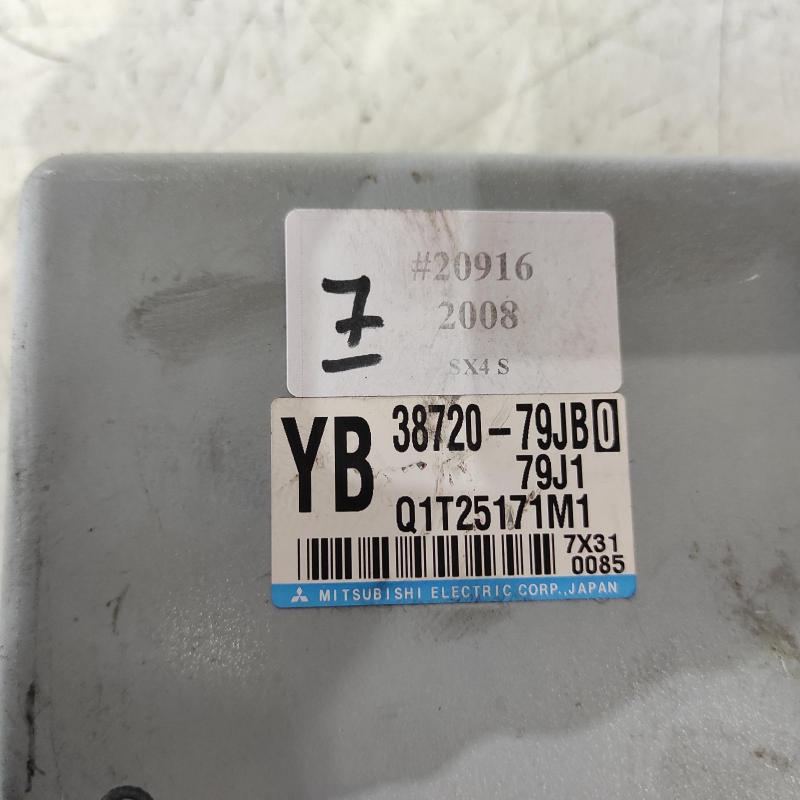 #20916
2008
SX4 S
7
YB 38720-79JB0
79J1
Q1T25171M1
7X31
0085
MITSUBISHI ELECTRIC CORP.,JAPAN